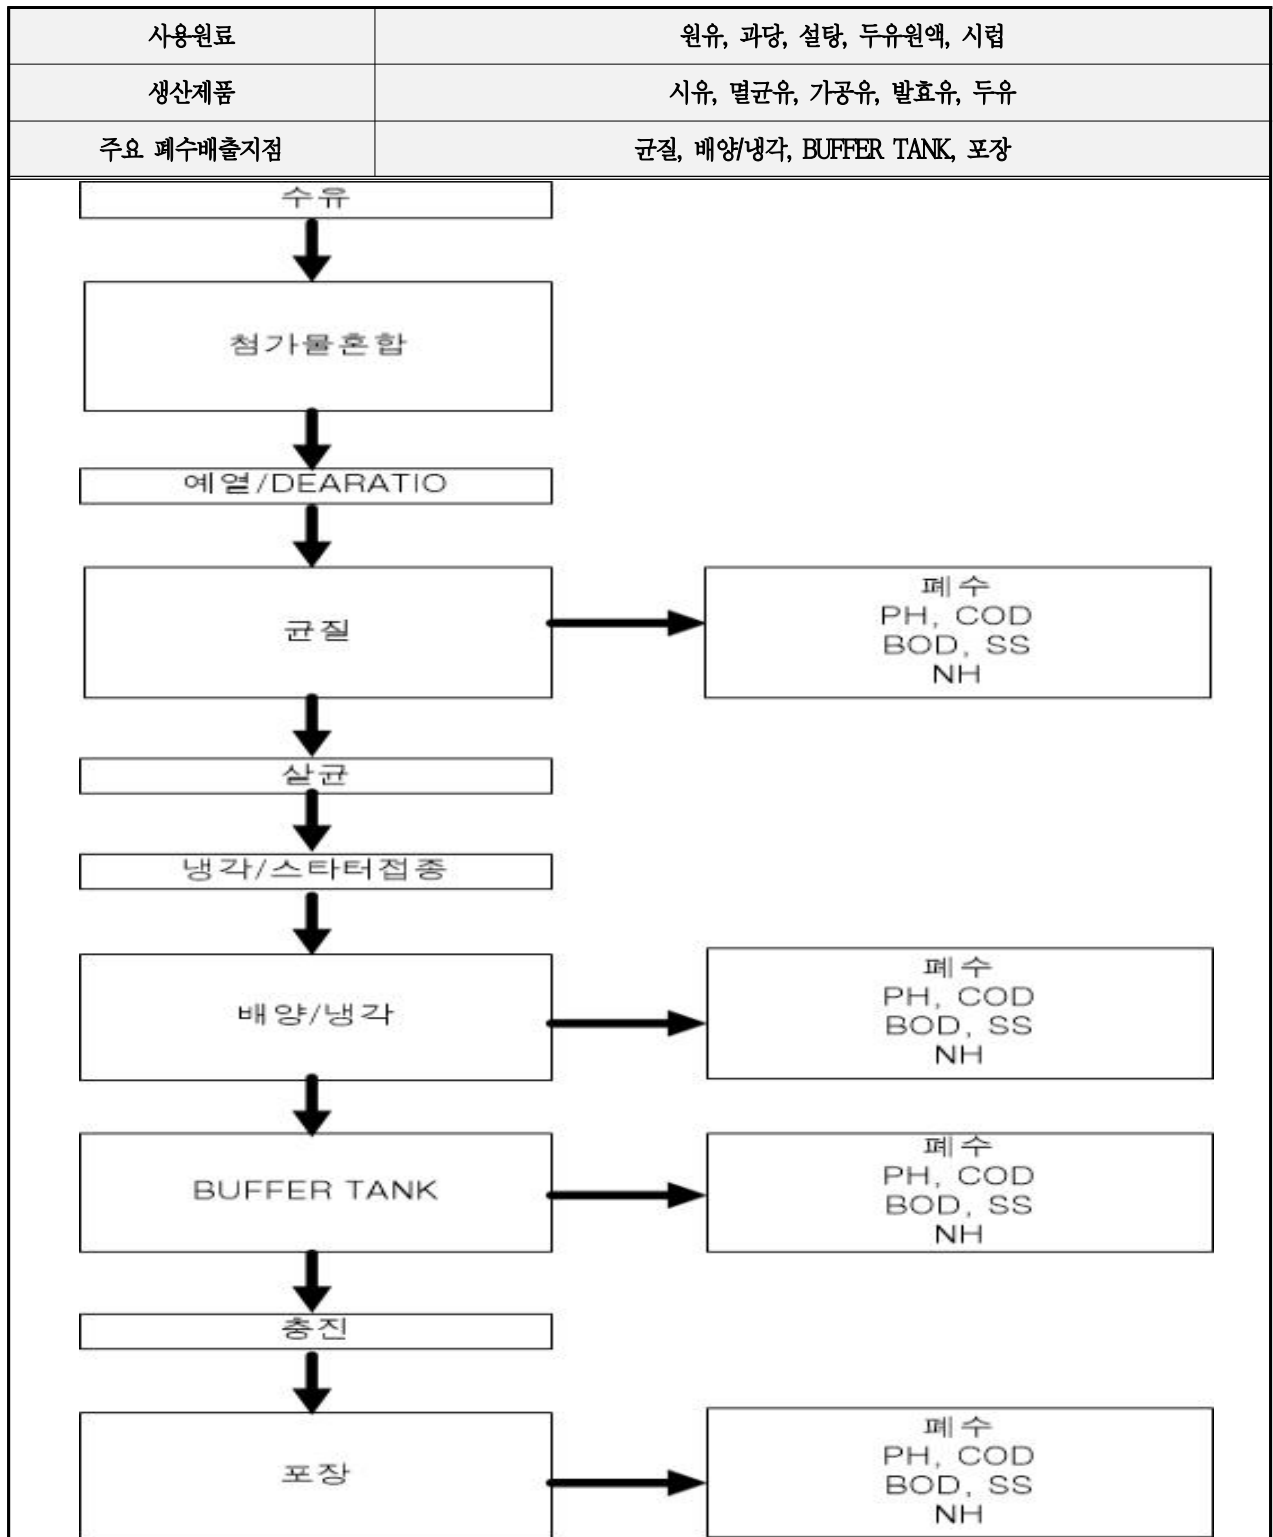 사용원료 원유, 과당, 설탕, 두유원액, 시럽
생산제품 시유, 멸균유, 가공유, 발효유, 두유
주요 폐수배출지점 균질, 배양/냉각, BUFFER TANK, 포장
수유
첨가물혼합
예열/DEARATIO
균질
폐수
PH, COD
BOD, SS
NH
살균
냉각/스타터접종
배양/냉각
폐수
PH, COD
BOD, SS
NH
BUFFER TANK
폐수
PH, COD
BOD, SS
NH
충진
포장
폐수
PH, COD
BOD, SS
NH